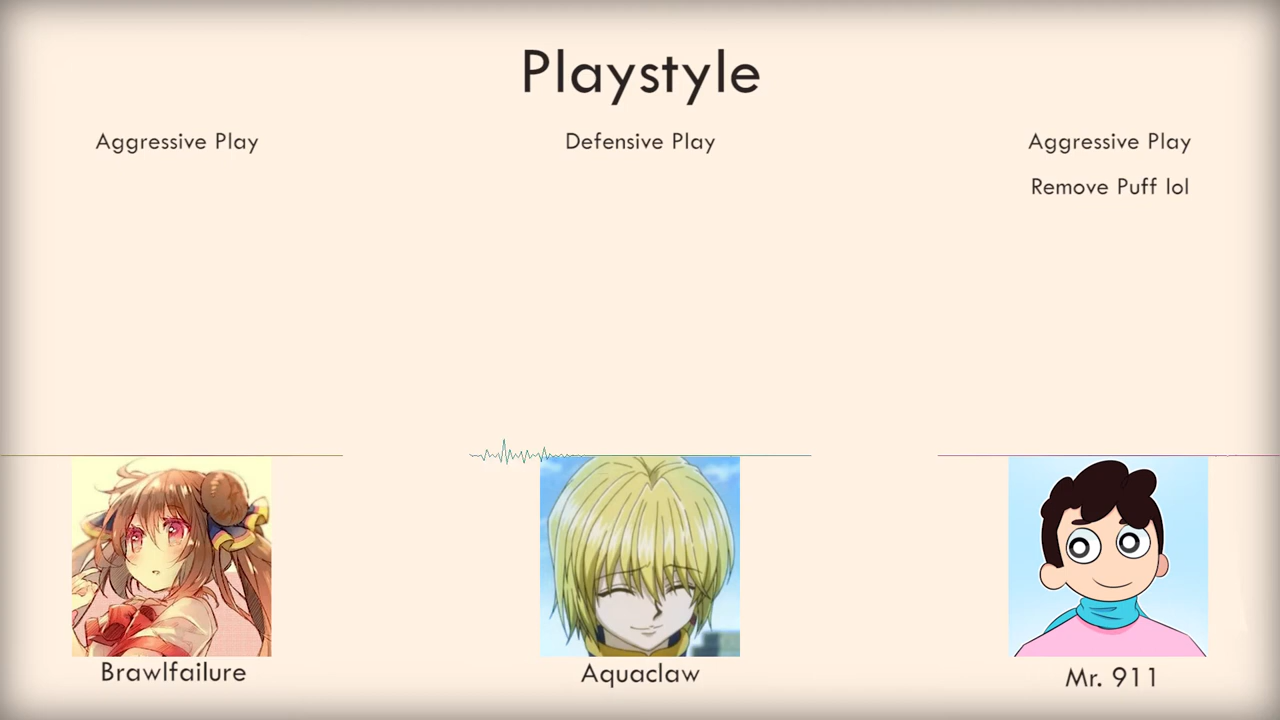 Playstyle
Aggressive Play
Defensive Play
Aggressive Play
Remove Puff lol
Brawlfailure
Aquaclaw
Mr. 911